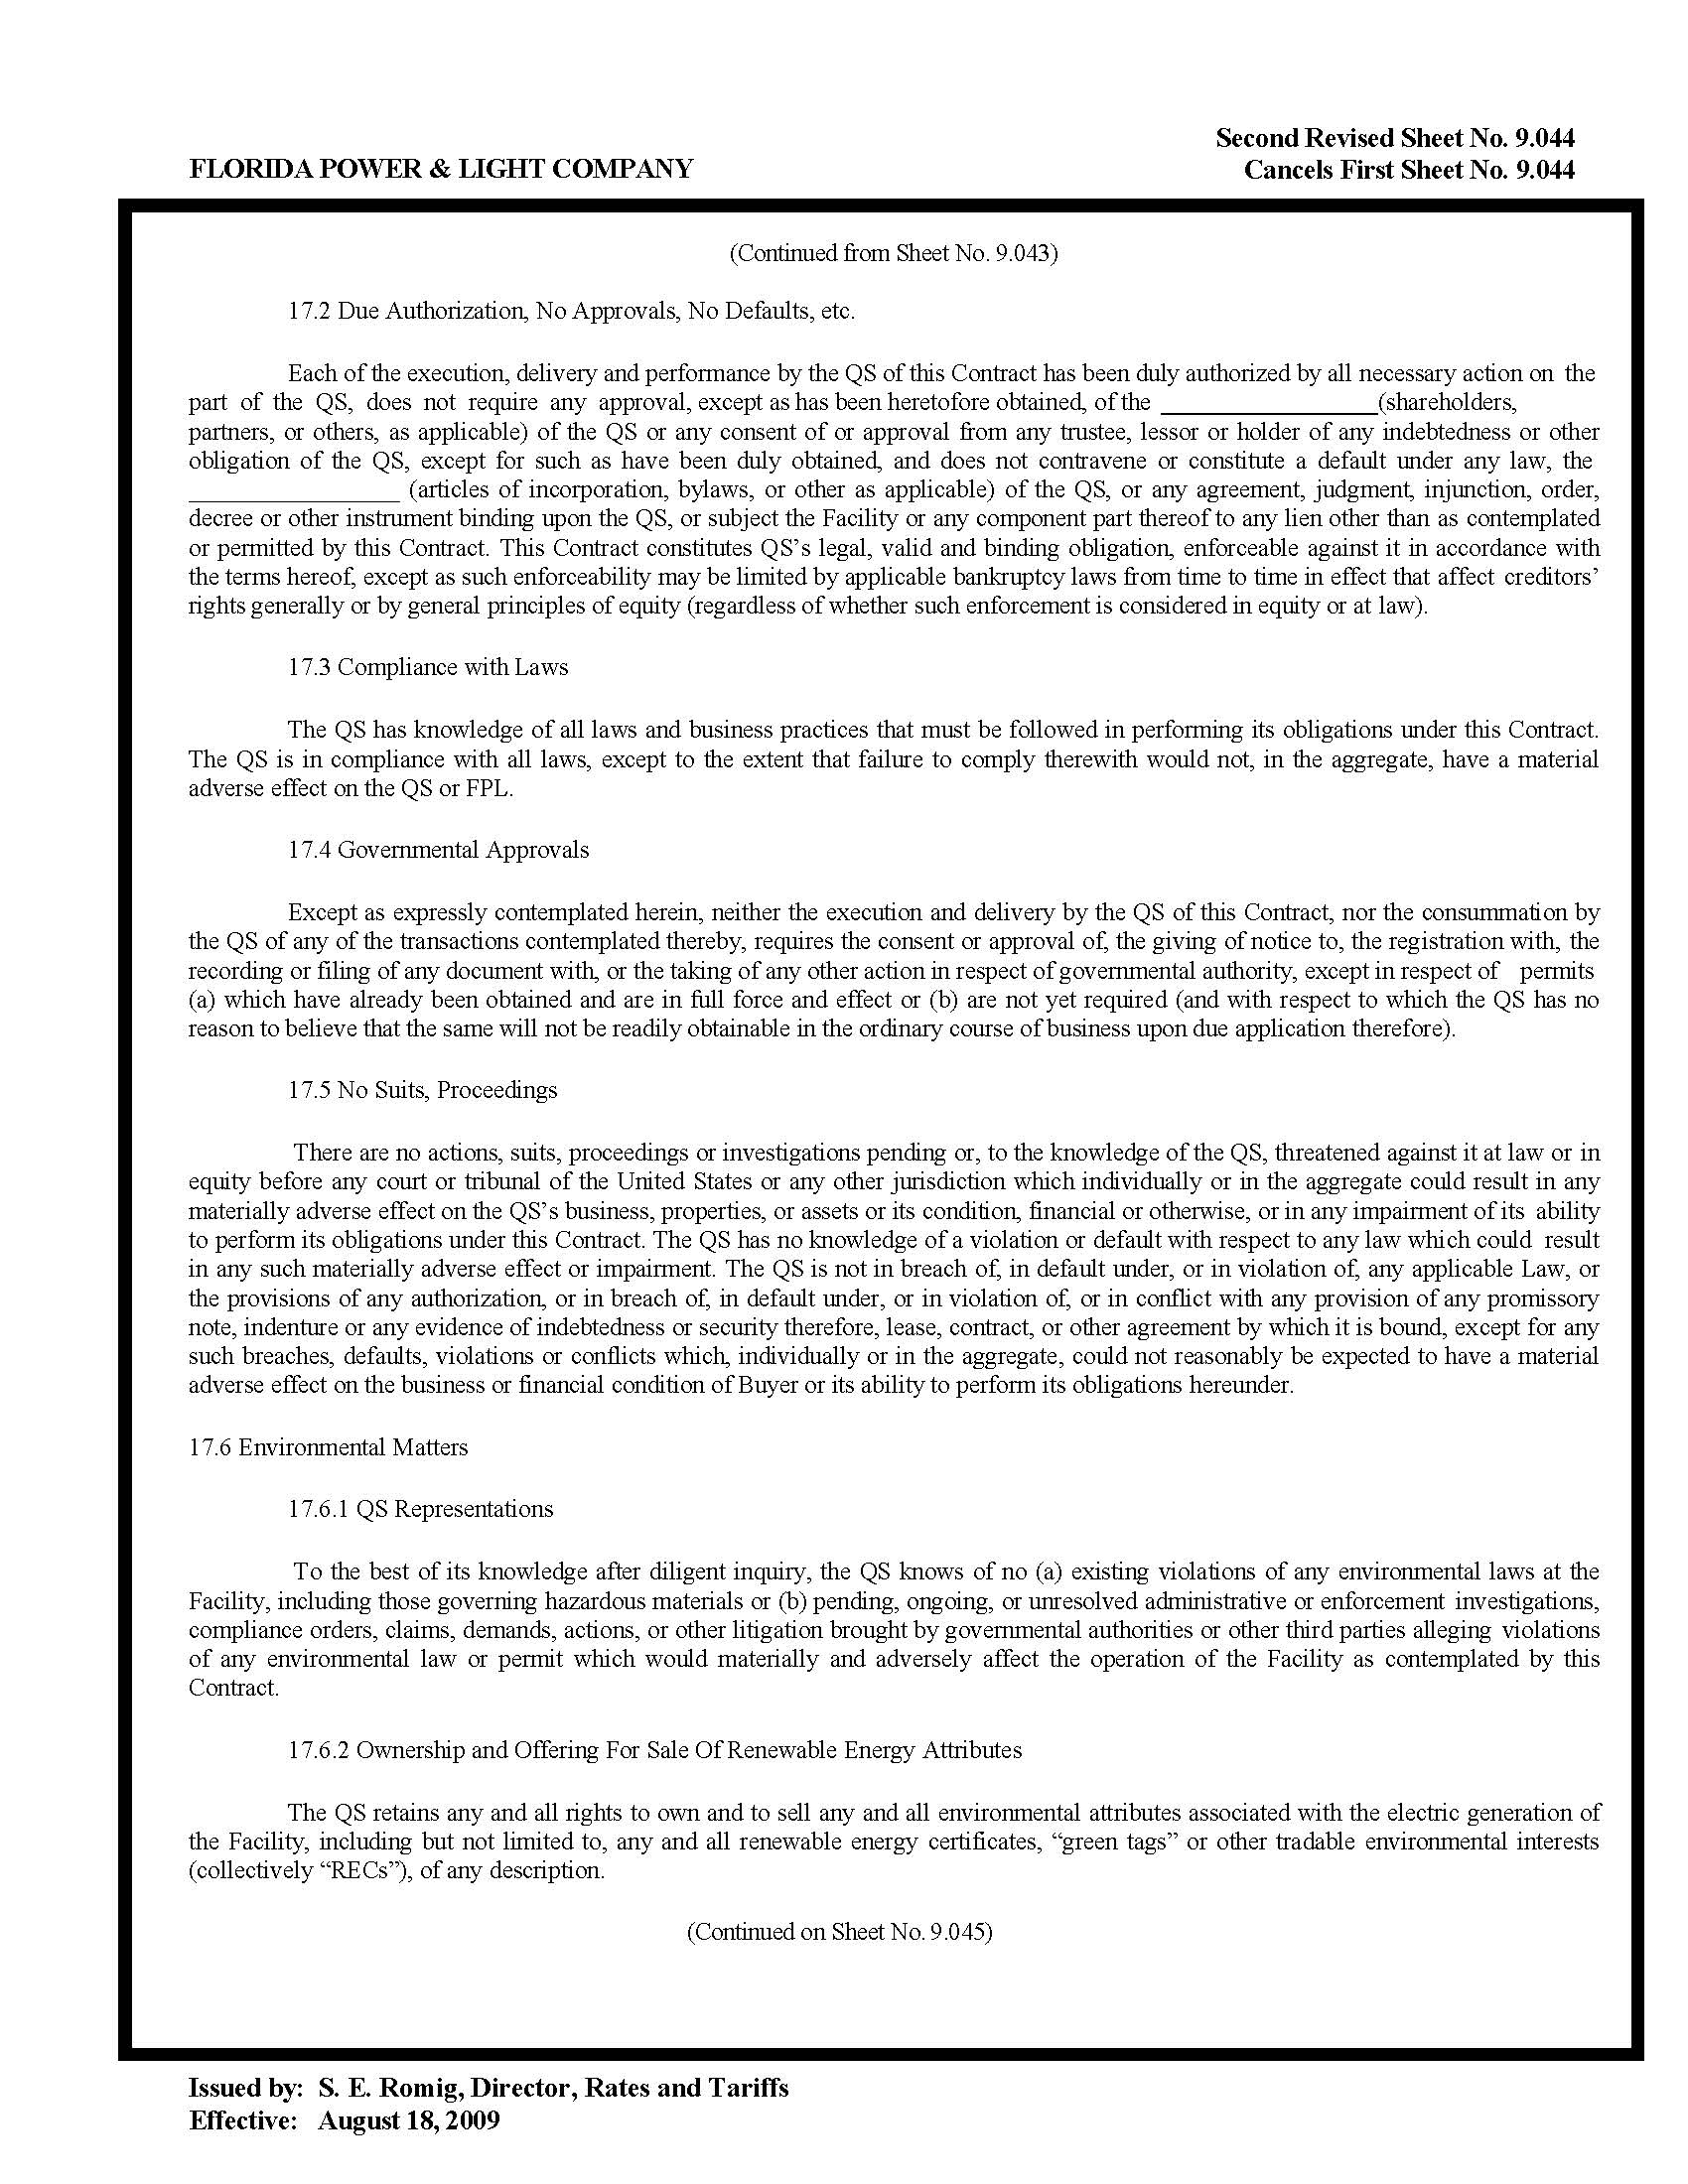 Second Revised Sheet No. 9.044
FLORIDA POWER & LIGHT COMPANY
Cancels First Sheet No. 9.044
(Continued from Sheet No. 9.043)
17.2 Due Authorization, No Approvals, No Defaults, etc.
Each of the execution, delivery and performance by the QS of this Contract has been duly authorized by all necessary action on the
part of the QS, does not require any approval, except as has been heretofore obtained, of the _________________(shareholders,
partners, or others, as applicable) of the QS or any consent of or approval from any trustee, lessor or holder of any indebtedness or other
obligation of the QS, except for such as have been duly obtained, and does not contravene or constitute a default under any law, the
_________________ (articles of incorporation, bylaws, or other as applicable) of the QS, or any agreement, judgment, injunction, order,
decree or other instrument binding upon the QS, or subject the Facility or any component part thereof to any lien other than as contemplated
or permitted by this Contract. This Contract constitutes QS’s legal, valid and binding obligation, enforceable against it in accordance with
the terms hereof, except as such enforceability may be limited by applicable bankruptcy laws from time to time in effect that affect creditors’
rights generally or by general principles of equity (regardless of whether such enforcement is considered in equity or at law).
17.3 Compliance with Laws
The QS has knowledge of all laws and business practices that must be followed in performing its obligations under this Contract.
The QS is in compliance with all laws, except to the extent that failure to comply therewith would not, in the aggregate, have a material
adverse effect on the QS or FPL.
17.4 Governmental Approvals
Except as expressly contemplated herein, neither the execution and delivery by the QS of this Contract, nor the consummation by
the QS of any of the transactions contemplated thereby, requires the consent or approval of, the giving of notice to, the registration with, the
recording or filing of any document with, or the taking of any other action in respect of governmental authority, except in respect of permits
(a) which have already been obtained and are in full force and effect or (b) are not yet required (and with respect to which the QS has no
reason to believe that the same will not be readily obtainable in the ordinary course of business upon due application therefore).
17.5 No Suits, Proceedings
There are no actions, suits, proceedings or investigations pending or, to the knowledge of the QS, threatened against it at law or in
equity before any court or tribunal of the United States or any other jurisdiction which individually or in the aggregate could result in any
materially adverse effect on the QS’s business, properties, or assets or its condition, financial or otherwise, or in any impairment of its ability
to perform its obligations under this Contract. The QS has no knowledge of a violation or default with respect to any law which could result
in any such materially adverse effect or impairment. The QS is not in breach of, in default under, or in violation of, any applicable Law, or
the provisions of any authorization, or in breach of, in default under, or in violation of, or in conflict with any provision of any promissory
note, indenture or any evidence of indebtedness or security therefore, lease, contract, or other agreement by which it is bound, except for any
such breaches, defaults, violations or conflicts which, individually or in the aggregate, could not reasonably be expected to have a material
adverse effect on the business or financial condition of Buyer or its ability to perform its obligations hereunder.
17.6 Environmental Matters
17.6.1 QS Representations
To the best of its knowledge after diligent inquiry, the QS knows of no (a) existing violations of any environmental laws at the
Facility, including those governing hazardous materials or (b) pending, ongoing, or unresolved administrative or enforcement investigations,
compliance orders, claims, demands, actions, or other litigation brought by governmental authorities or other third parties alleging violations
of any environmental law or permit which would materially and adversely affect the operation of the Facility as contemplated by this
Contract.
17.6.2 Ownership and Offering For Sale Of Renewable Energy Attributes
The QS retains any and all rights to own and to sell any and all environmental attributes associated with the electric generation of
the Facility, including but not limited to, any and all renewable energy certificates, “green tags” or other tradable environmental interests
(collectively “RECs”), of any description.
(Continued on Sheet No. 9.045)
Issued by: S. E. Romig, Director, Rates and Tariffs
Effective: August 18, 2009